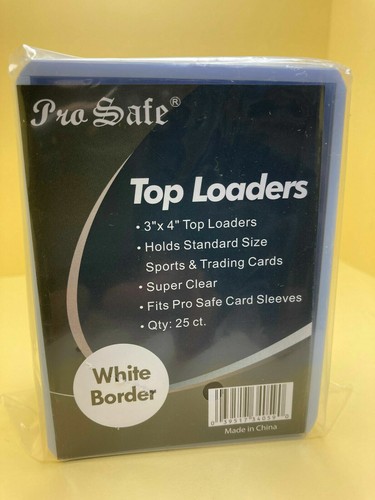 Pro Safe®
Top Loaders
• 3"x 4" Top Loaders
• Holds Standard Size
Sports & Trading Cards
• Super Clear
• Fits Pro Safe Card Sleeves
• Qty: 25 ct.
White
Border
Made in China